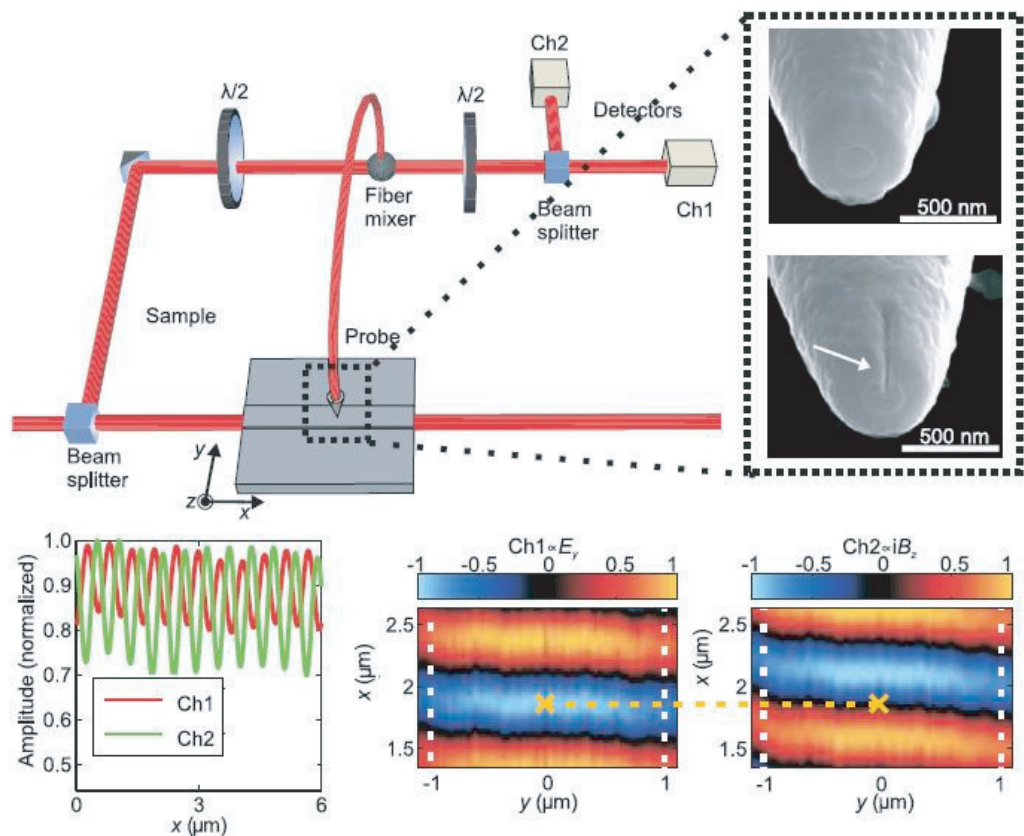 Ch2
λ/2
λ/2
Detectors
Fiber
mixer
Beam
splitter
Ch1
500 nm
Sample
Probe
500 nm
Beam
splitter
y
z
x
Amplitude (normalized)
1.0
0.9
0.8
0.7
0.6
0.5
Ch1
Ch2
0 3 6
x (µm)
Ch1∝Ey
-1 -0.5 0 0.5 1
x (µm)
2.5
2
1.5
-1 0 1
y (µm)
Ch2∝iBz
-1 -0.5 0 0.5 1
x (µm)
2.5
2
1.5
-1 0 1
y (µm)